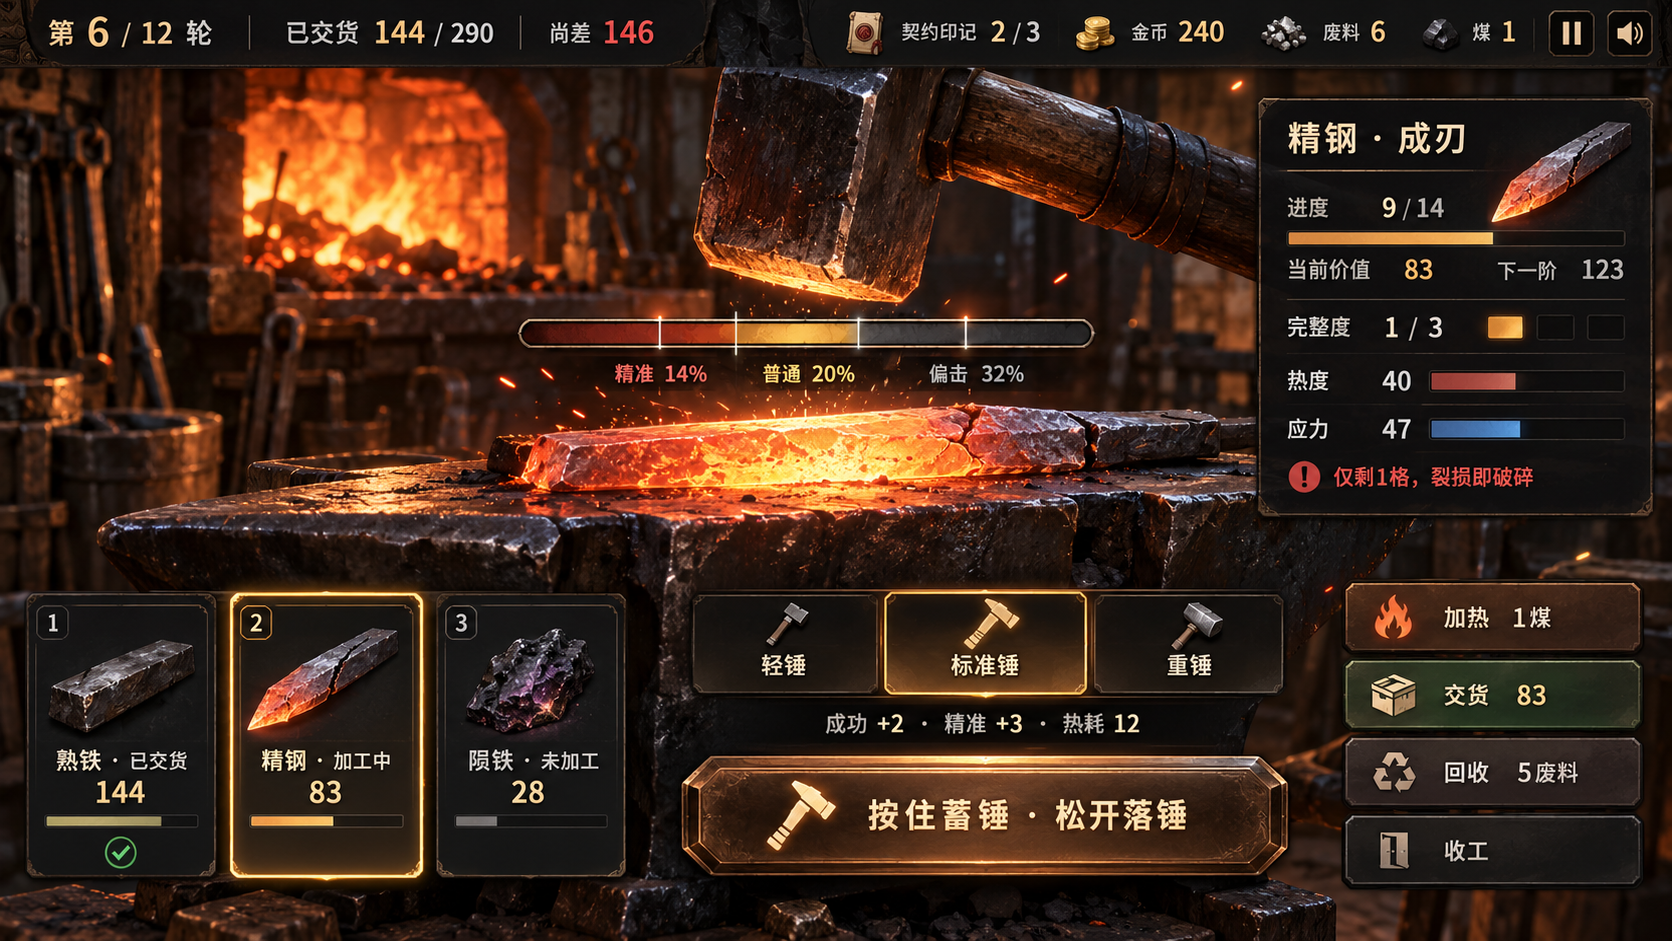 第 6 / 12 轮
已交货 144 / 290
尚差 146
契约印记 2 / 3
金币 240
废料 6
煤 1
精钢 · 成刃
进度 9 / 14
当前价值 83 下一阶 123
完整度 1 / 3
热度 40
应力 47
! 仅剩1格，裂损即破碎
精准 14% 普通 20% 偏击 32%
1
熟铁 · 已交货
144
2
精钢 · 加工中
83
3
陨铁 · 未加工
28
轻锤
标准锤
重锤
成功 +2 · 精准 +3 · 热耗 12
按住蓄锤 · 松开落锤
加热 1煤
交货 83
回收 5废料
收工